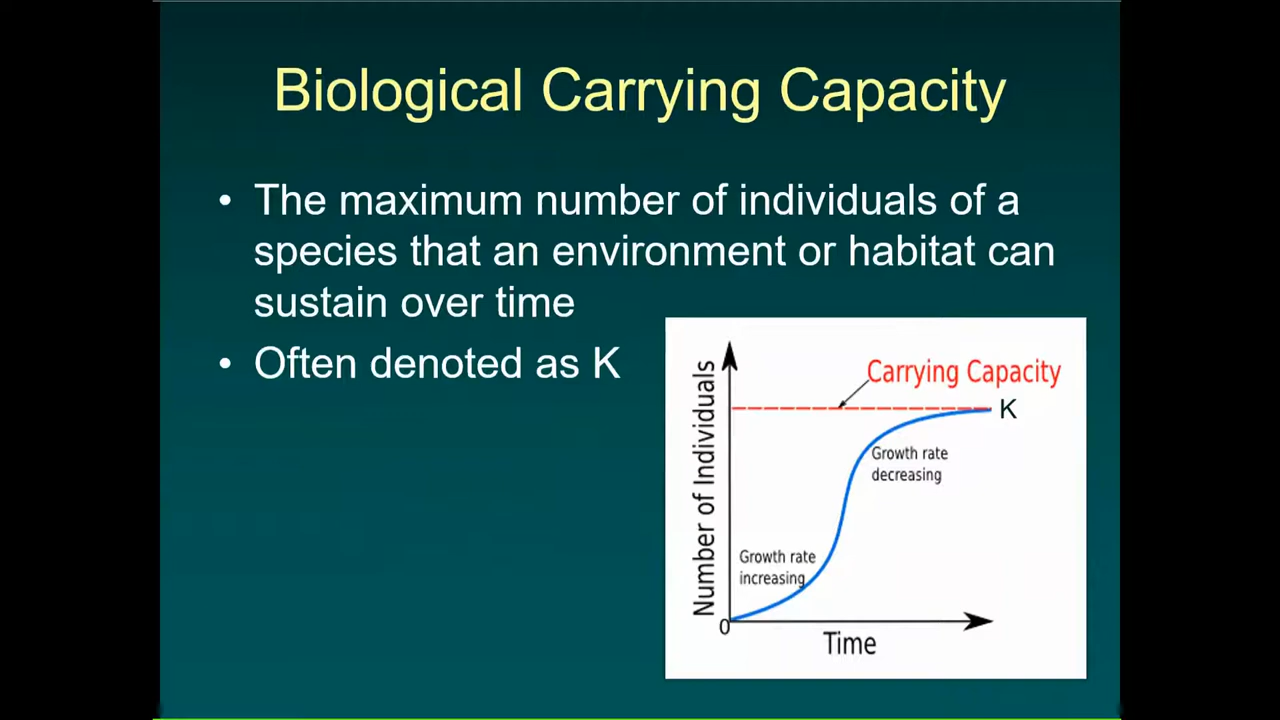 Biological Carrying Capacity
• The maximum number of individuals of a
species that an environment or habitat can
sustain over time
• Often denoted as K
Number of Individuals
Carrying Capacity
K
Growth rate
decreasing
Growth rate
increasing
0
Time